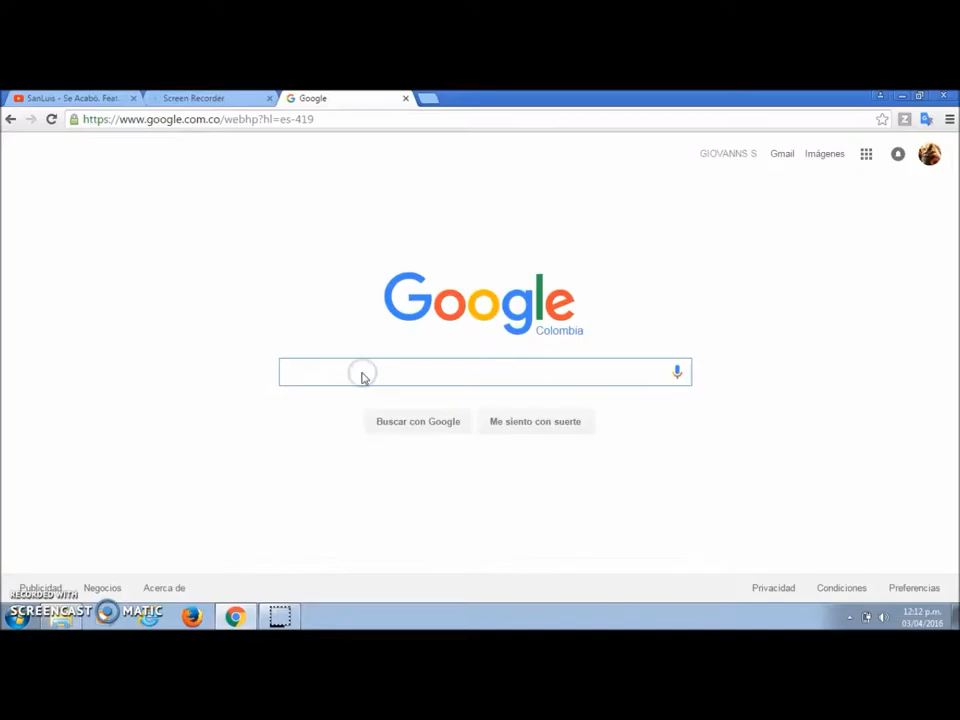 SanLuis - Se Acabó. Feat.
Screen Recorder
Google
https://www.google.com.co/webhp?hl=es-419
GIOVANNS S
Gmail
Imágenes
Google
Colombia
Buscar con Google
Me siento con suerte
Publicidad
Negocios
Acerca de
Privacidad
Condiciones
Preferencias
RECORDED WITH
SCREENCAST MATIC
12:12 p.m.
03/04/2016